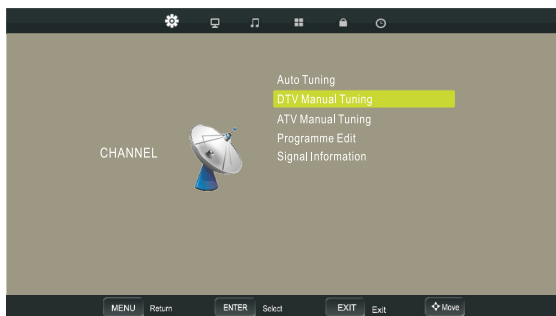 Auto Tuning
DTV Manual Tuning
ATV Manual Tuning
Programme Edit
Signal Information
CHANNEL
MENU Return ENTER Select EXIT Exit Move